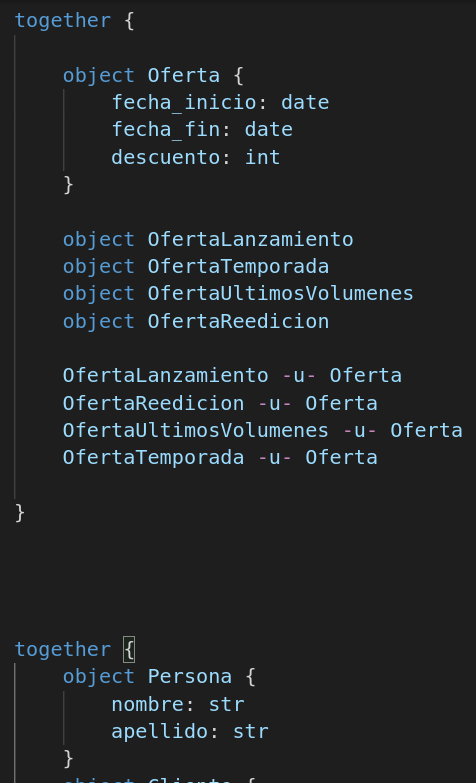 together {
object Oferta {
fecha_inicio: date
fecha_fin: date
descuento: int
}
object OfertaLanzamiento
object OfertaTemporada
object OfertaUltimosVolumenes
object OfertaReedicion
OfertaLanzamiento -u- Oferta
OfertaReedicion -u- Oferta
OfertaUltimosVolumenes -u- Oferta
OfertaTemporada -u- Oferta
}
together {
object Persona {
nombre: str
apellido: str
}
object Cliente {